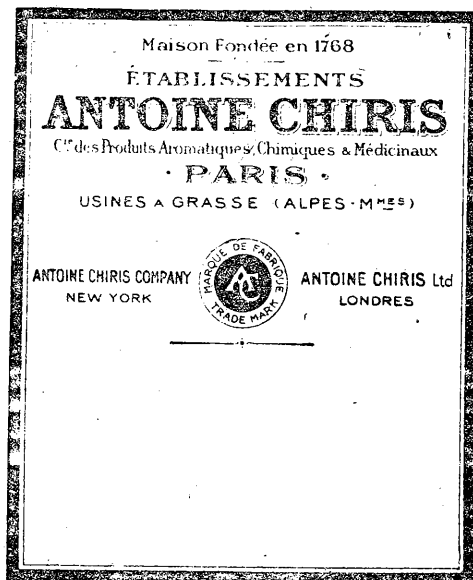 Maison Fondée en 1768
ÉTABLISSEMENTS
ANTOINE CHIRIS
Cie des Produits Aromatiques, Chimiques & Médicinaux
· PARIS ·
USINES A GRASSE (ALPES-MMES)
ANTOINE CHIRIS COMPANY
NEW YORK
MARQUE DE FABRIQUE
AC
TRADE MARK
ANTOINE CHIRIS Ltd
LONDRES